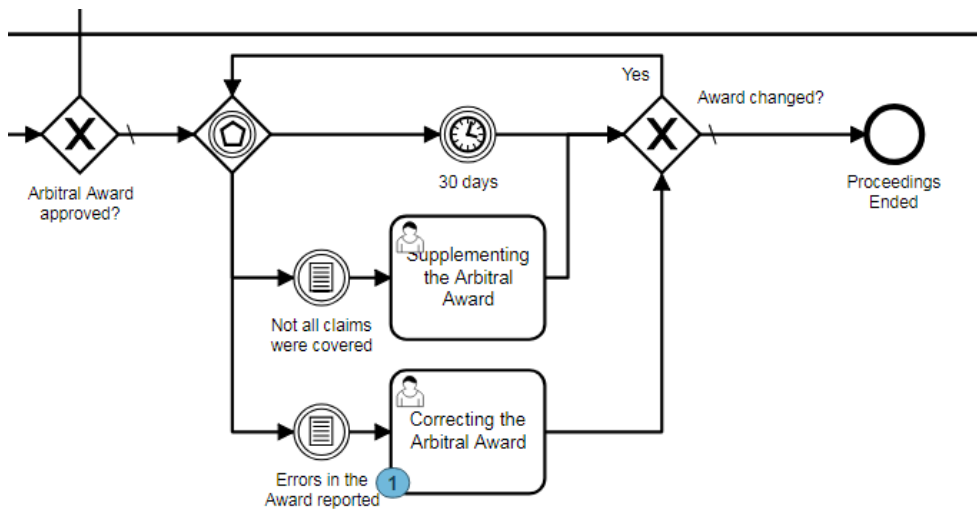 Yes
Award changed?
30 days
Arbitral Award
approved?
Proceedings
Ended
Supplementing
the Arbitral
Award
Not all claims
were covered
Correcting the
Arbitral Award
Errors in the
Award reported
1